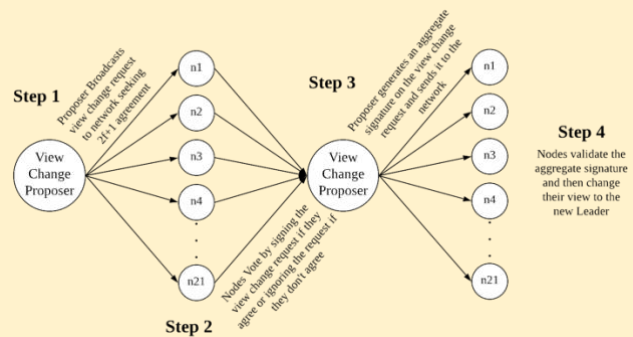 Step 1
Proposer Broadcasts
view change request
to network seeking
2f+1 agreement
View
Change
Proposer
n1
n2
n3
n4
.
.
.
n21
Step 2
Nodes Vote by signing the
view change request if they
agree or ignoring the request if
they don't agree
Step 3
Proposer generates an aggregate
signature on the view change
request and sends it to the
network
View
Change
Proposer
n1
n2
n3
n4
.
.
.
n21
Step 4
Nodes validate the
aggregate signature
and then change
their view to the
new Leader